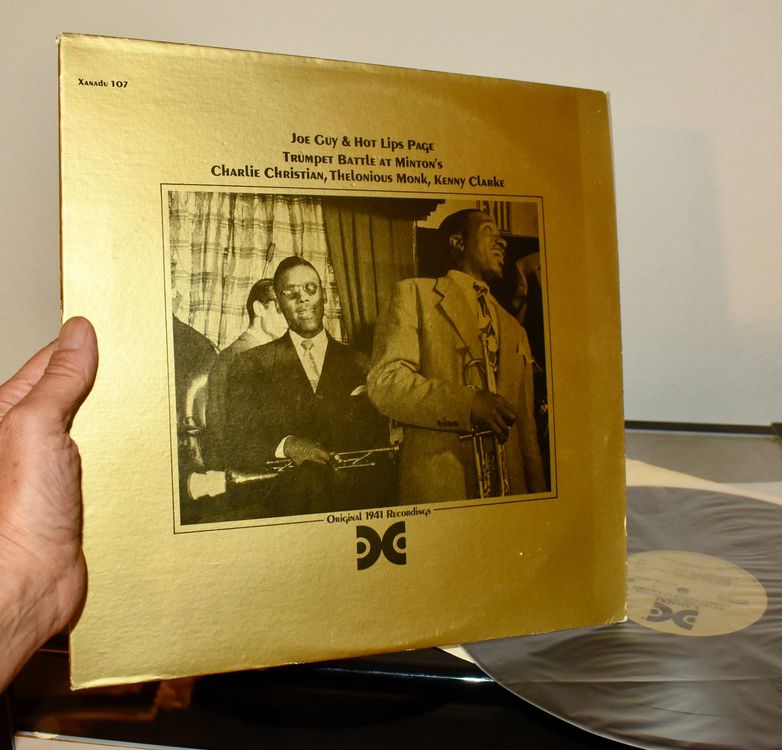 Xanadu 107
Joe Guy & Hot Lips Page
Trumpet Battle at Minton's
Charlie Christian, Thelonious Monk, Kenny Clarke
Original 1941 Recordings
XANADU